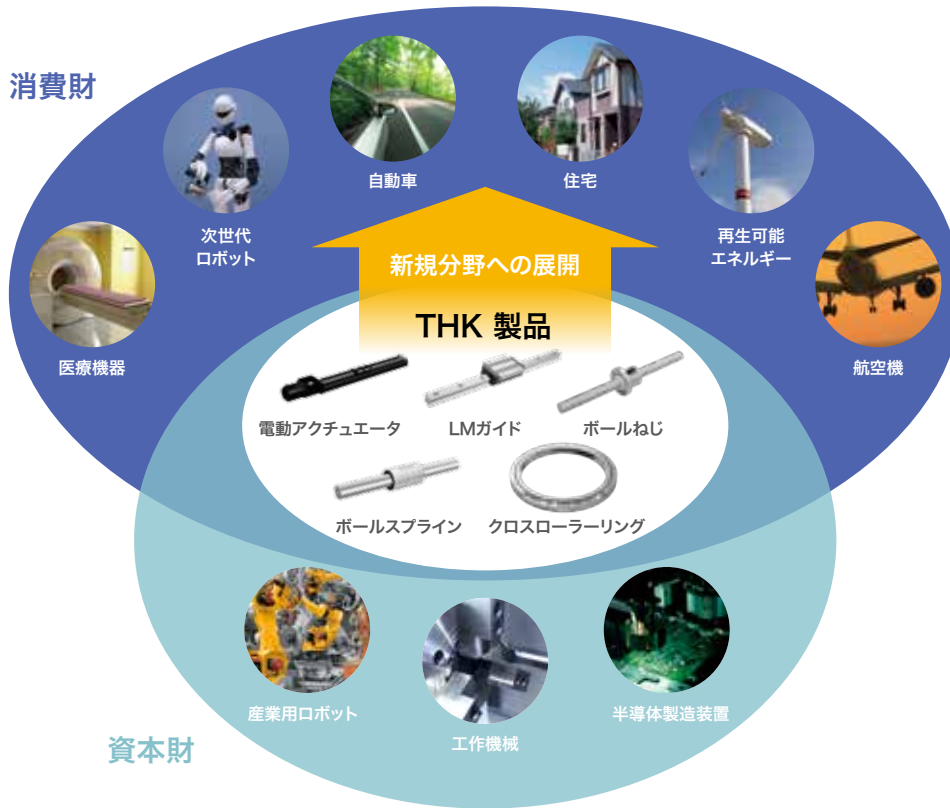 消費財
自動車
住宅
次世代
ロボット
再生可能
エネルギー
医療機器
航空機
新規分野への展開
THK 製品
電動アクチュエータ
LMガイド
ボールねじ
ボールスプライン
クロスローラーリング
産業用ロボット
工作機械
半導体製造装置
資本財